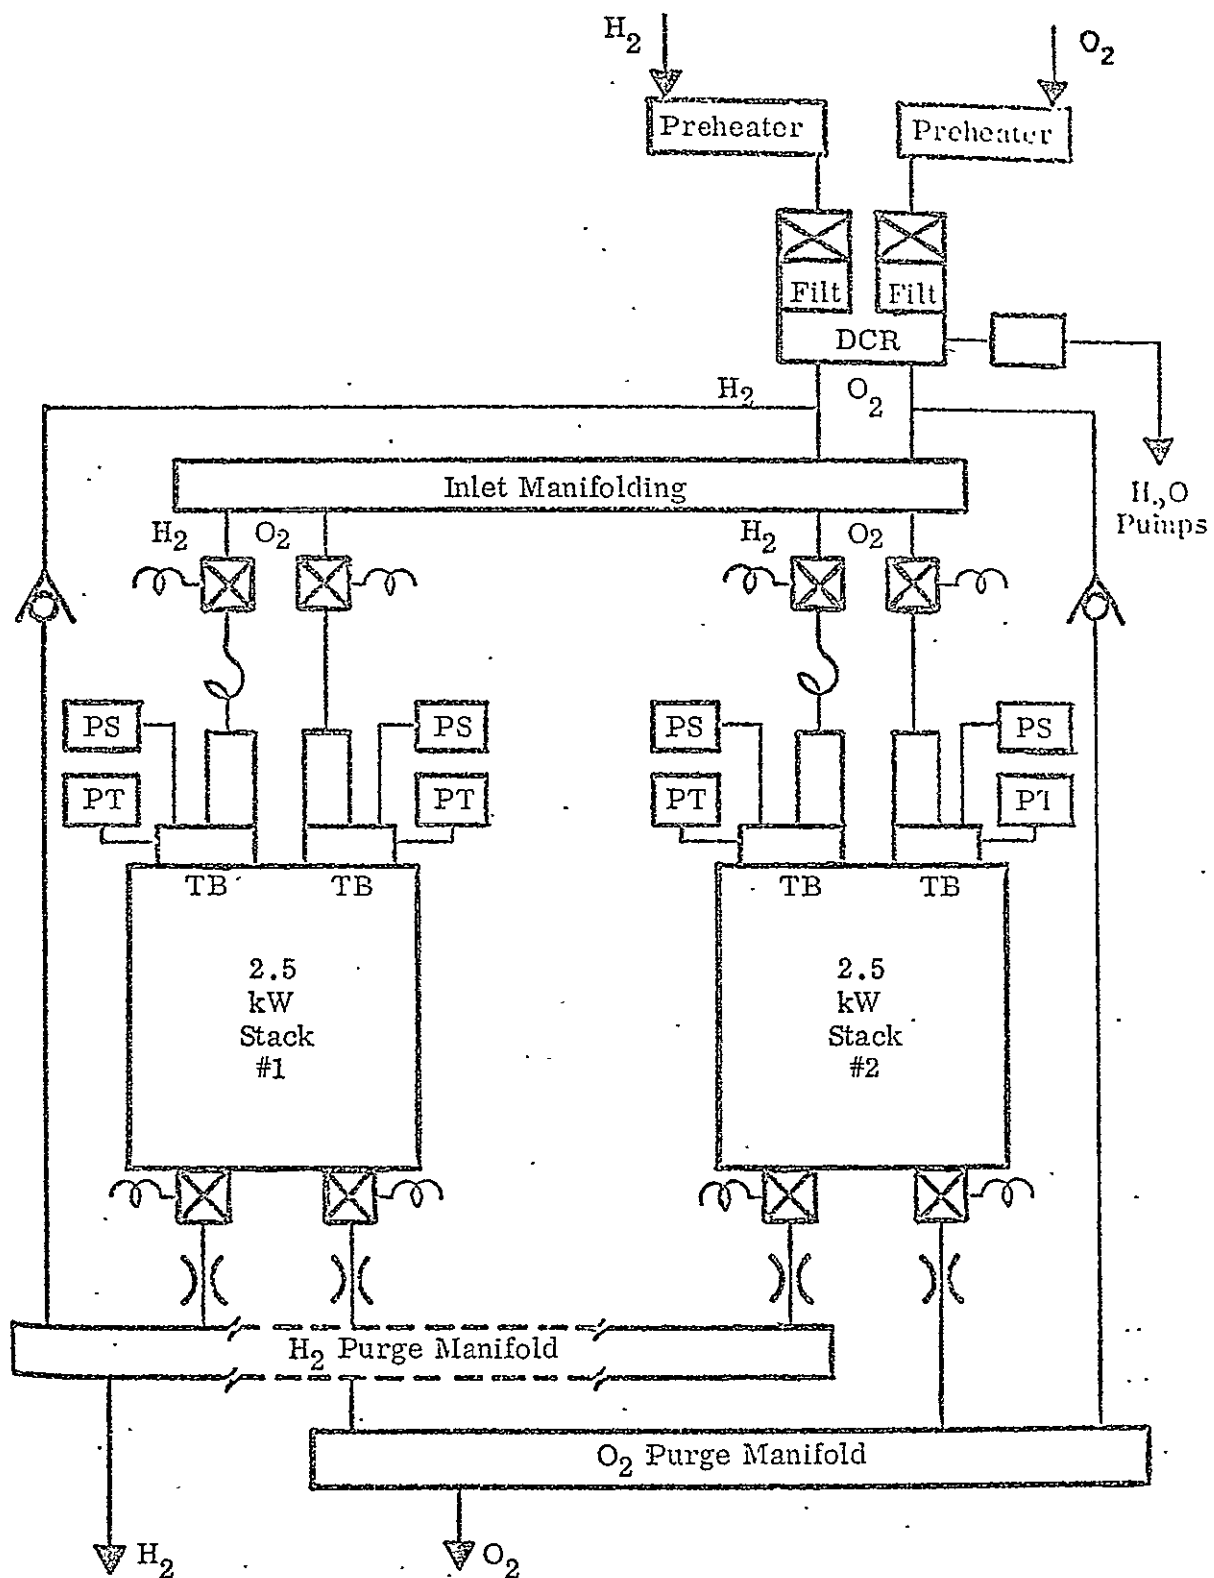 H2
O2
Preheater
Preheater
Filt
Filt
DCR
H2
O2
Inlet Manifolding
H2O
Pumps
H2
O2
H2
O2
PS
PS
PS
PS
PT
PT
PT
PT
TB
TB
TB
TB
2.5
kW
Stack
#1
2.5
kW
Stack
#2
H2 Purge Manifold
O2 Purge Manifold
H2
O2